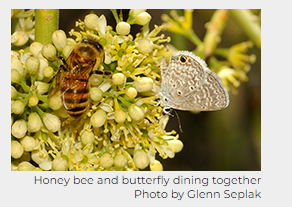 Honey bee and butterfly dining together
Photo by Glenn Seplak